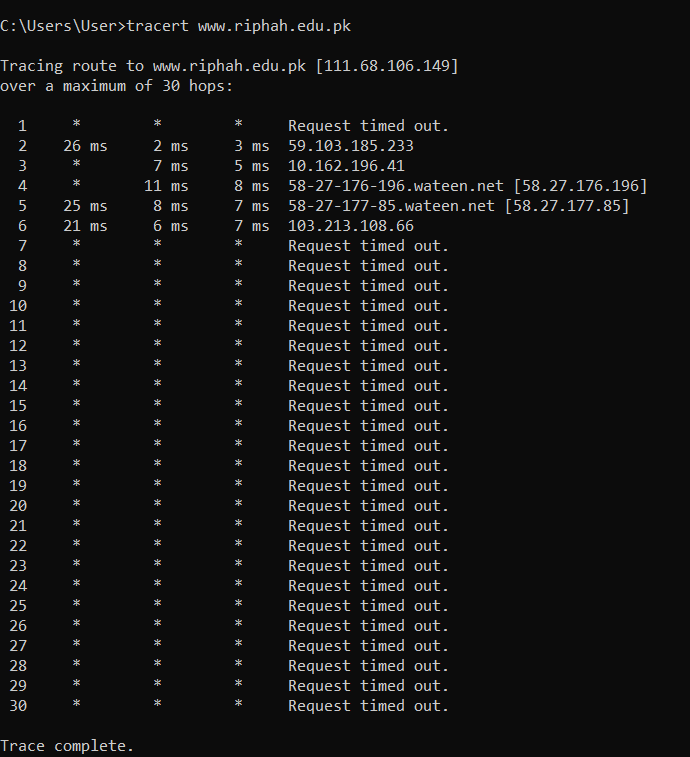 C:\Users\User>tracert www.riphah.edu.pk
Tracing route to www.riphah.edu.pk [111.68.106.149]
over a maximum of 30 hops:
1 * * * Request timed out.
2 26 ms 2 ms 3 ms 59.103.185.233
3 * 7 ms 5 ms 10.162.196.41
4 * 11 ms 8 ms 58-27-176-196.wateen.net [58.27.176.196]
5 25 ms 8 ms 7 ms 58-27-177-85.wateen.net [58.27.177.85]
6 21 ms 6 ms 7 ms 103.213.108.66
7 * * * Request timed out.
8 * * * Request timed out.
9 * * * Request timed out.
10 * * * Request timed out.
11 * * * Request timed out.
12 * * * Request timed out.
13 * * * Request timed out.
14 * * * Request timed out.
15 * * * Request timed out.
16 * * * Request timed out.
17 * * * Request timed out.
18 * * * Request timed out.
19 * * * Request timed out.
20 * * * Request timed out.
21 * * * Request timed out.
22 * * * Request timed out.
23 * * * Request timed out.
24 * * * Request timed out.
25 * * * Request timed out.
26 * * * Request timed out.
27 * * * Request timed out.
28 * * * Request timed out.
29 * * * Request timed out.
30 * * * Request timed out.
Trace complete.